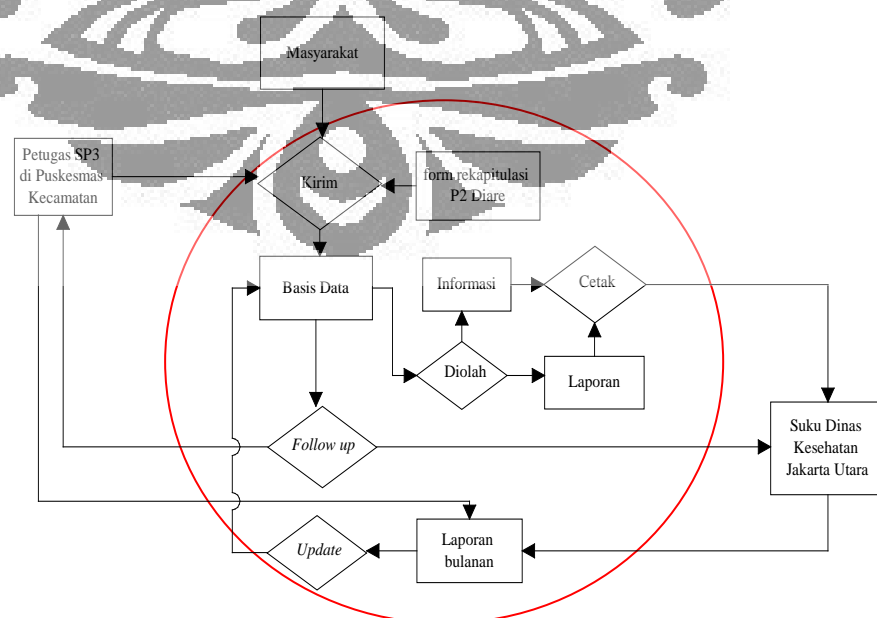 Masyarakat
Petugas SP3
di Puskesmas
Kecamatan
Kirim
form rekapitulasi
P2 Diare
Basis Data
Informasi
Cetak
Diolah
Laporan
Follow up
Suku Dinas
Kesehatan
Jakarta Utara
Update
Laporan
bulanan